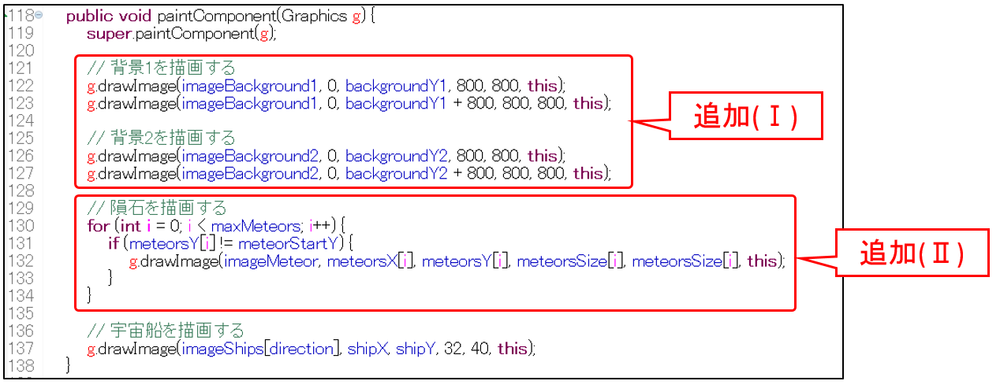 118 public void paintComponent(Graphics g) {
119 super.paintComponent(g);
120
121 // 背景1を描画する
122 g.drawImage(imageBackground1, 0, backgroundY1, 800, 800, this);
123 g.drawImage(imageBackground1, 0, backgroundY1 + 800, 800, 800, this);
124
125 // 背景2を描画する
126 g.drawImage(imageBackground2, 0, backgroundY2, 800, 800, this);
127 g.drawImage(imageBackground2, 0, backgroundY2 + 800, 800, 800, this);
128
追加(Ⅰ)
129 // 隕石を描画する
130 for (int i = 0; i < maxMeteors; i++) {
131 if (meteorsY[i] != meteorStartY) {
132 g.drawImage(imageMeteor, meteorsX[i], meteorsY[i], meteorsSize[i], meteorsSize[i], this);
133 }
134 }
135
追加(Ⅱ)
136 // 宇宙船を描画する
137 g.drawImage(imageShips[direction], shipX, shipY, 32, 40, this);
138 }